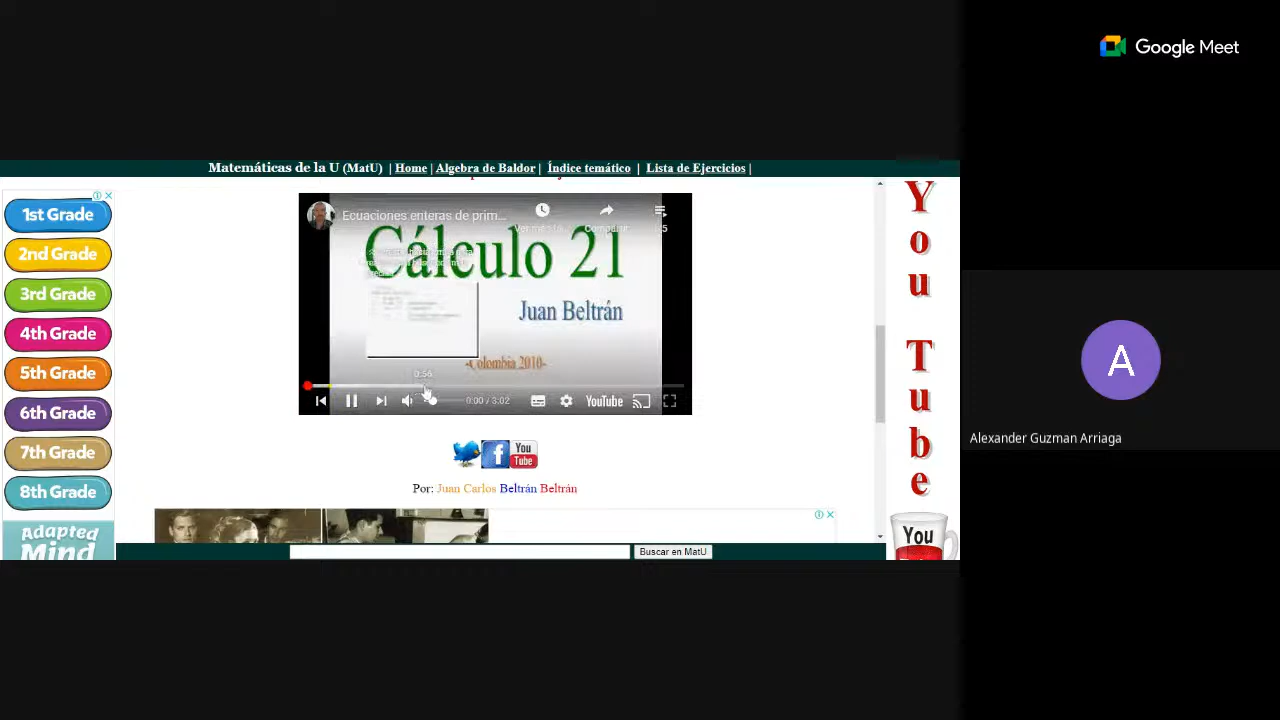 Google Meet
Matemáticas de la U (MatU) | Home | Algebra de Baldor | Índice temático | Lista de Ejercicios |
1st Grade
2nd Grade
3rd Grade
4th Grade
5th Grade
6th Grade
7th Grade
8th Grade
Adapted
Mind
Ecuaciones enteras de prim...
Compartir
Cálculo 21
Juan Beltrán
-Colombia 2010-
0:56
0:00 / 3:02
YouTube
You
Tube
Por: Juan Carlos Beltrán Beltrán
Buscar en MatU
You Tube
You
A
Alexander Guzman Arriaga